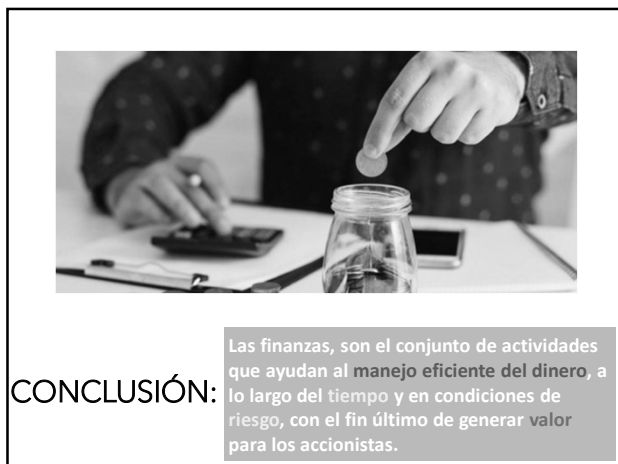 CONCLUSIÓN:
Las finanzas, son el conjunto de actividades
que ayudan al manejo eficiente del dinero, a
lo largo del tiempo y en condiciones de
riesgo, con el fin último de generar valor
para los accionistas.